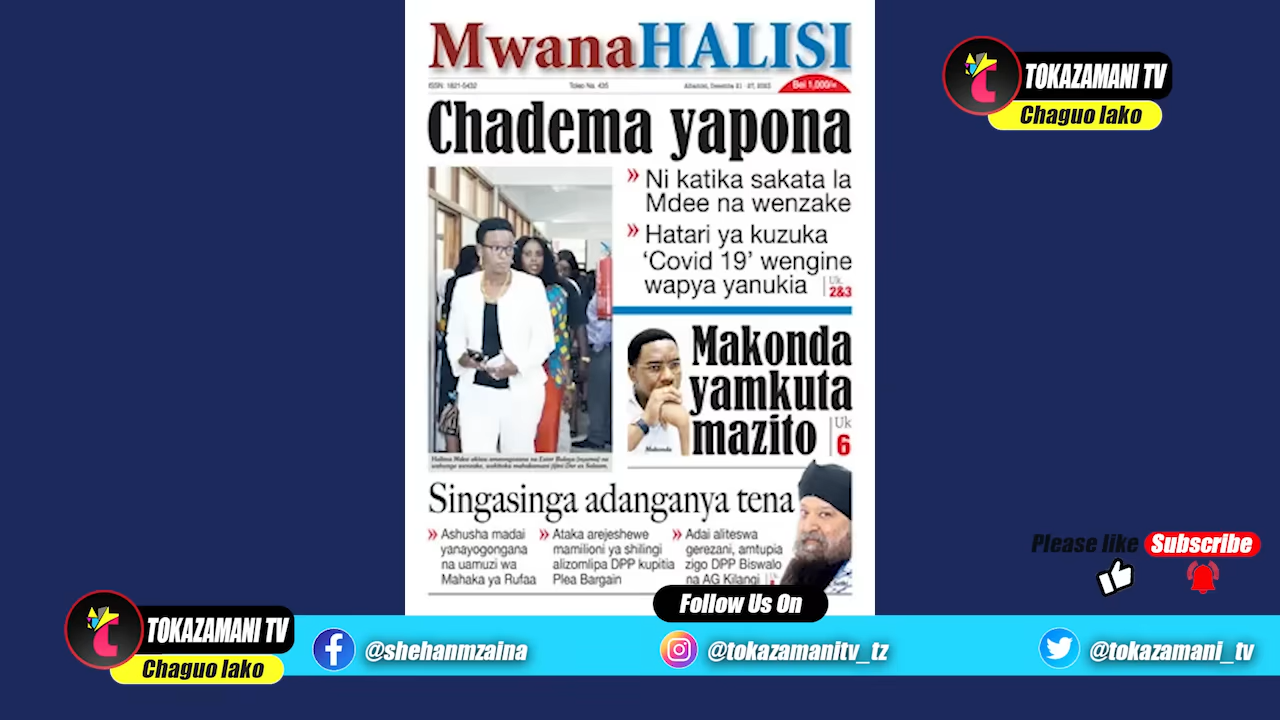 MwanaHALISI
ISSN: 1821-5432
Toleo Na. 435
Bei 1,000/=
Chadema yapona
» Ni katika sakata la
Mdee na wenzake
» Hatari ya kuzuka
‘Covid 19’ wengine
wapya yanukia
Uk.
2&3
Makonda
yamkuta
mazito
Uk
6
Makonda
Singasinga adanganya tena
» Ashusha madai
yanayogongana
na uamuzi wa
Mahaka ya Rufaa
» Ataka arejeshewe
mamilioni ya shilingi
alizomlipa DPP kupitia
Plea Bargain
» Adai aliteswa
gerezani, amtupia
zigo DPP Biswalo
na AG Kilangi
TOKAZAMANI TV
Chaguo lako
Please like Subscribe
Follow Us On
TOKAZAMANI TV
Chaguo lako
@shehanmzaina
@tokazamanitv_tz
@tokazamani_tv